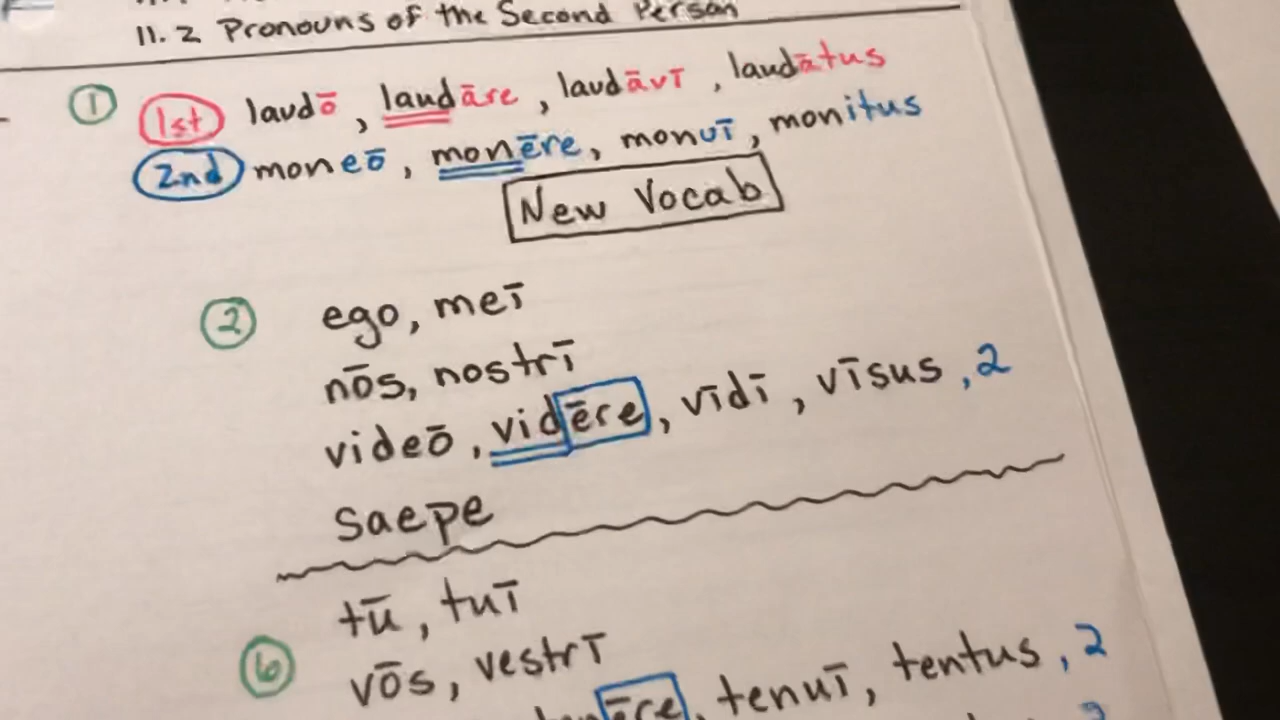 11.2 Pronouns of the Second Person
① 1st laudō, laudāre, laudāvī, laudātus
2nd moneō, monēre, monuī, monitus
New Vocab
② ego, meī
nōs, nostrī
videō, vidēre, vīdī, vīsus, 2
saepe
tū, tuī
⑥ vōs, vestrī
ēre, tenuī, tentus, 2